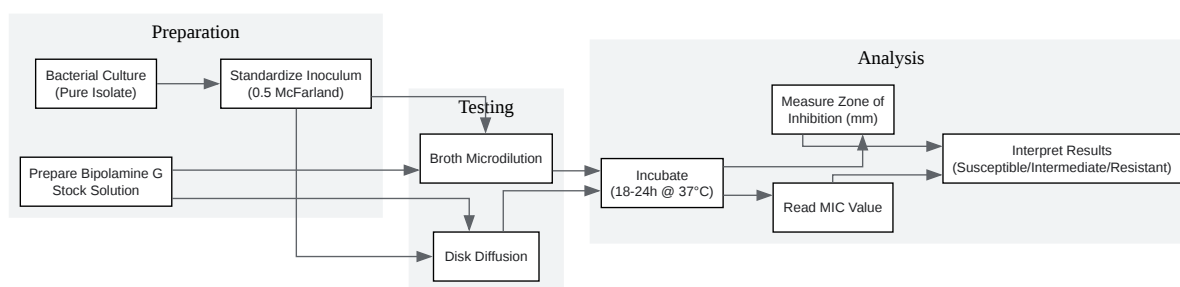 Preparation
Bacterial Culture
(Pure Isolate)
Standardize Inoculum
(0.5 McFarland)
Prepare Bipolamine G
Stock Solution
Testing
Broth Microdilution
Disk Diffusion
Analysis
Incubate
(18-24h @ 37°C)
Measure Zone of
Inhibition (mm)
Read MIC Value
Interpret Results
(Susceptible/Intermediate/Resistant)